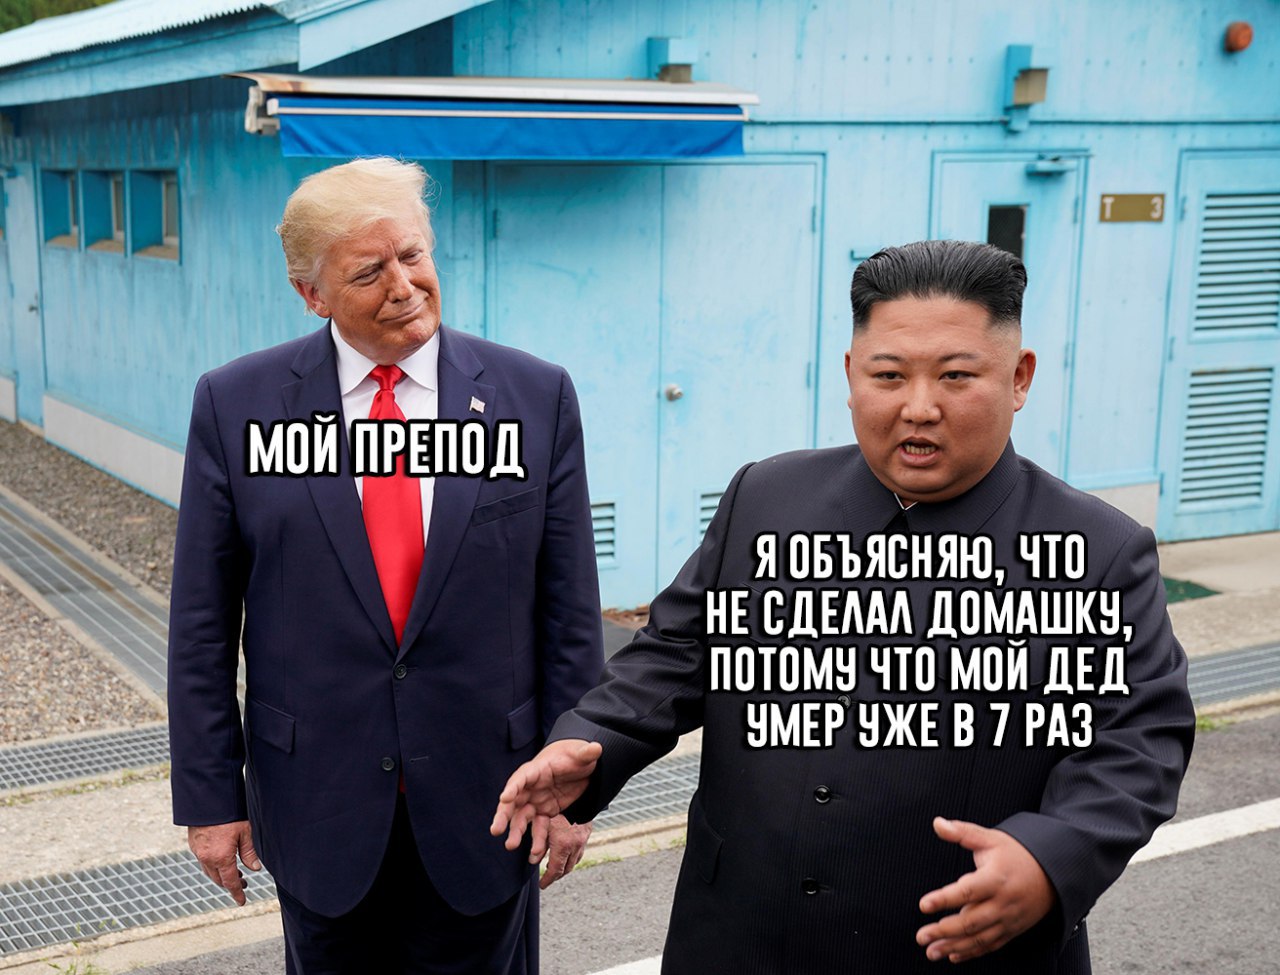 Т 3
МОЙ ПРЕПОД
Я ОБЪЯСНЯЮ, ЧТО
НЕ СДЕЛАЛ ДОМАШКУ,
ПОТОМУ ЧТО МОЙ ДЕД
УМЕР УЖЕ В 7 РАЗ